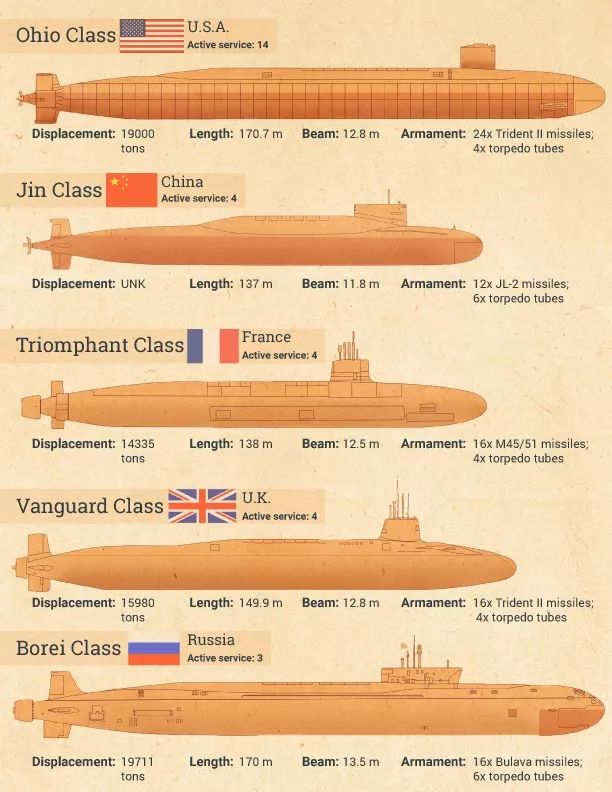 Ohio Class U.S.A.
Active service: 14
Displacement: 19000 Length: 170.7 m Beam: 12.8 m Armament: 24x Trident II missiles;
tons 4x torpedo tubes
Jin Class China
Active service: 4
Displacement: UNK Length: 137 m Beam: 11.8 m Armament: 12x JL-2 missiles;
6x torpedo tubes
Triomphant Class France
Active service: 4
Displacement: 14335 Length: 138 m Beam: 12.5 m Armament: 16x M45/51 missiles;
tons 4x torpedo tubes
Vanguard Class U.K.
Active service: 4
Displacement: 15980 Length: 149.9 m Beam: 12.8 m Armament: 16x Trident II missiles;
tons 4x torpedo tubes
Borei Class Russia
Active service: 3
Displacement: 19711 Length: 170 m Beam: 13.5 m Armament: 16x Bulava missiles;
tons 6x torpedo tubes